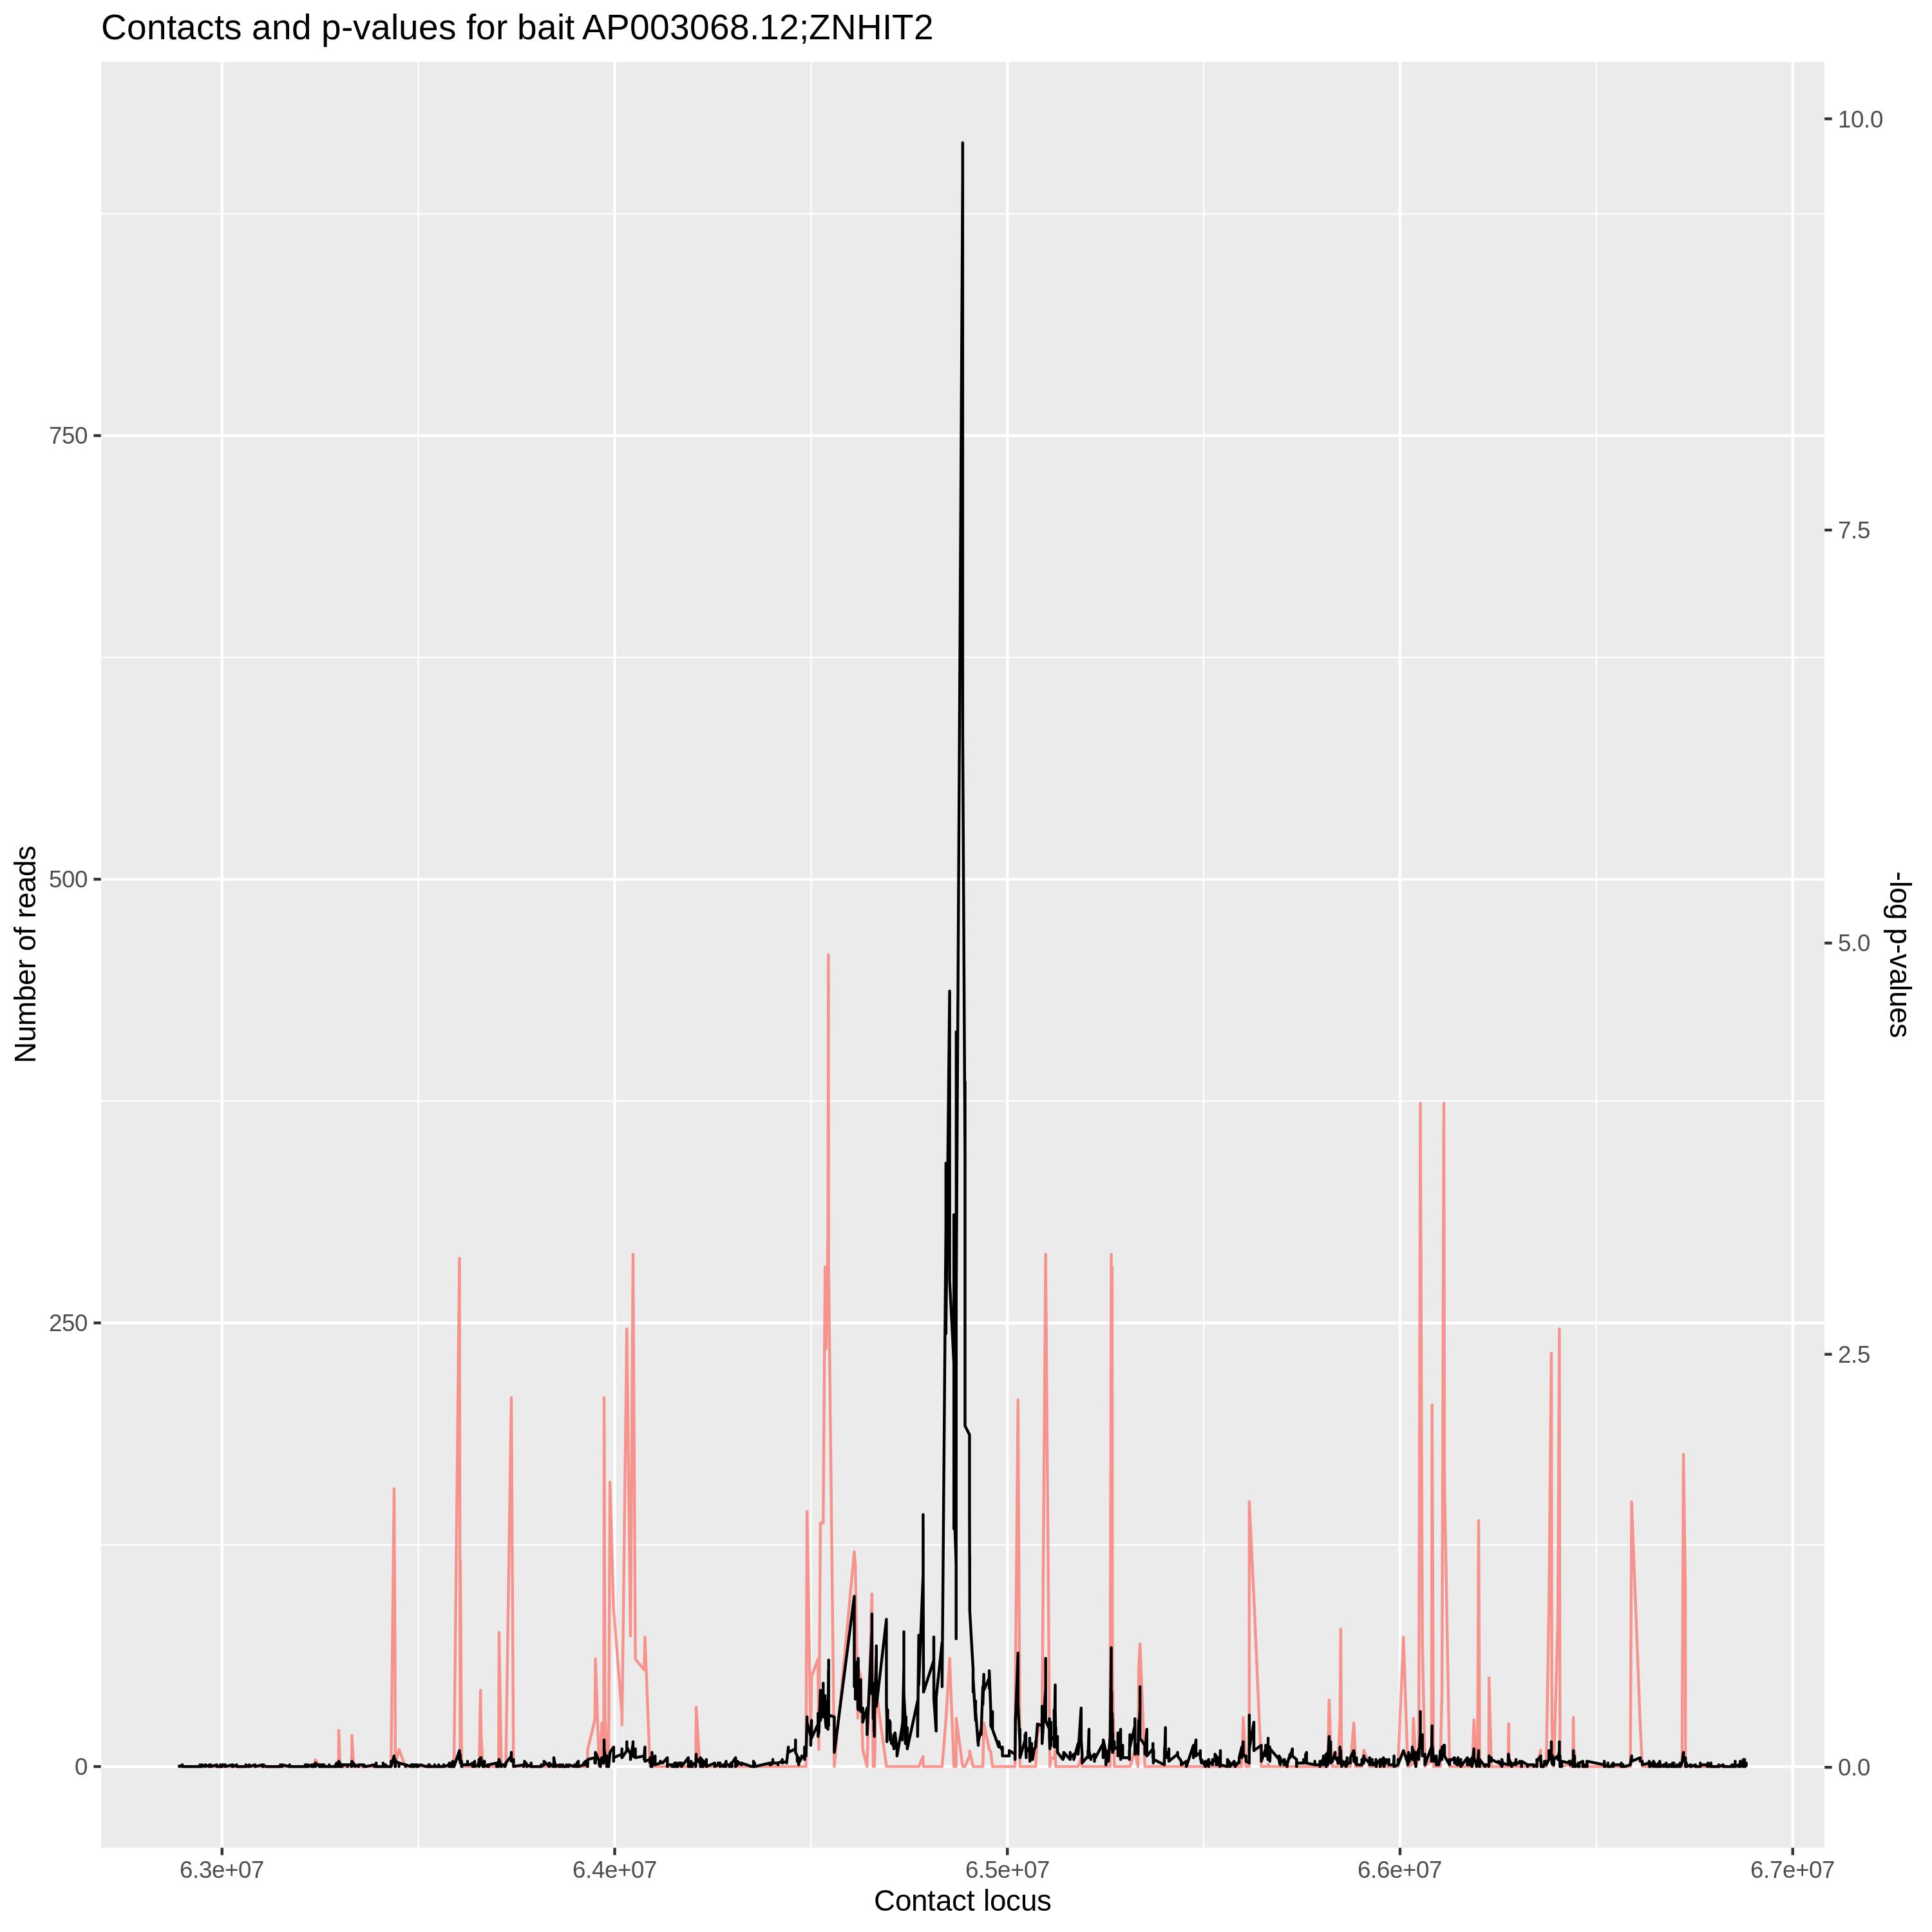 Contacts and p-values for bait AP003068.12;ZNHIT2
10.0
750
7.5
500
5.0
Number of reads
-log p-values
250
2.5
0
0.0
6.3e+07 6.4e+07 6.5e+07 6.6e+07 6.7e+07
Contact locus